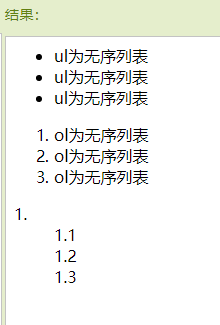 结果：
• ul为无序列表
• ul为无序列表
• ul为无序列表
1. ol为无序列表
2. ol为无序列表
3. ol为无序列表
1.
1.1
1.2
1.3